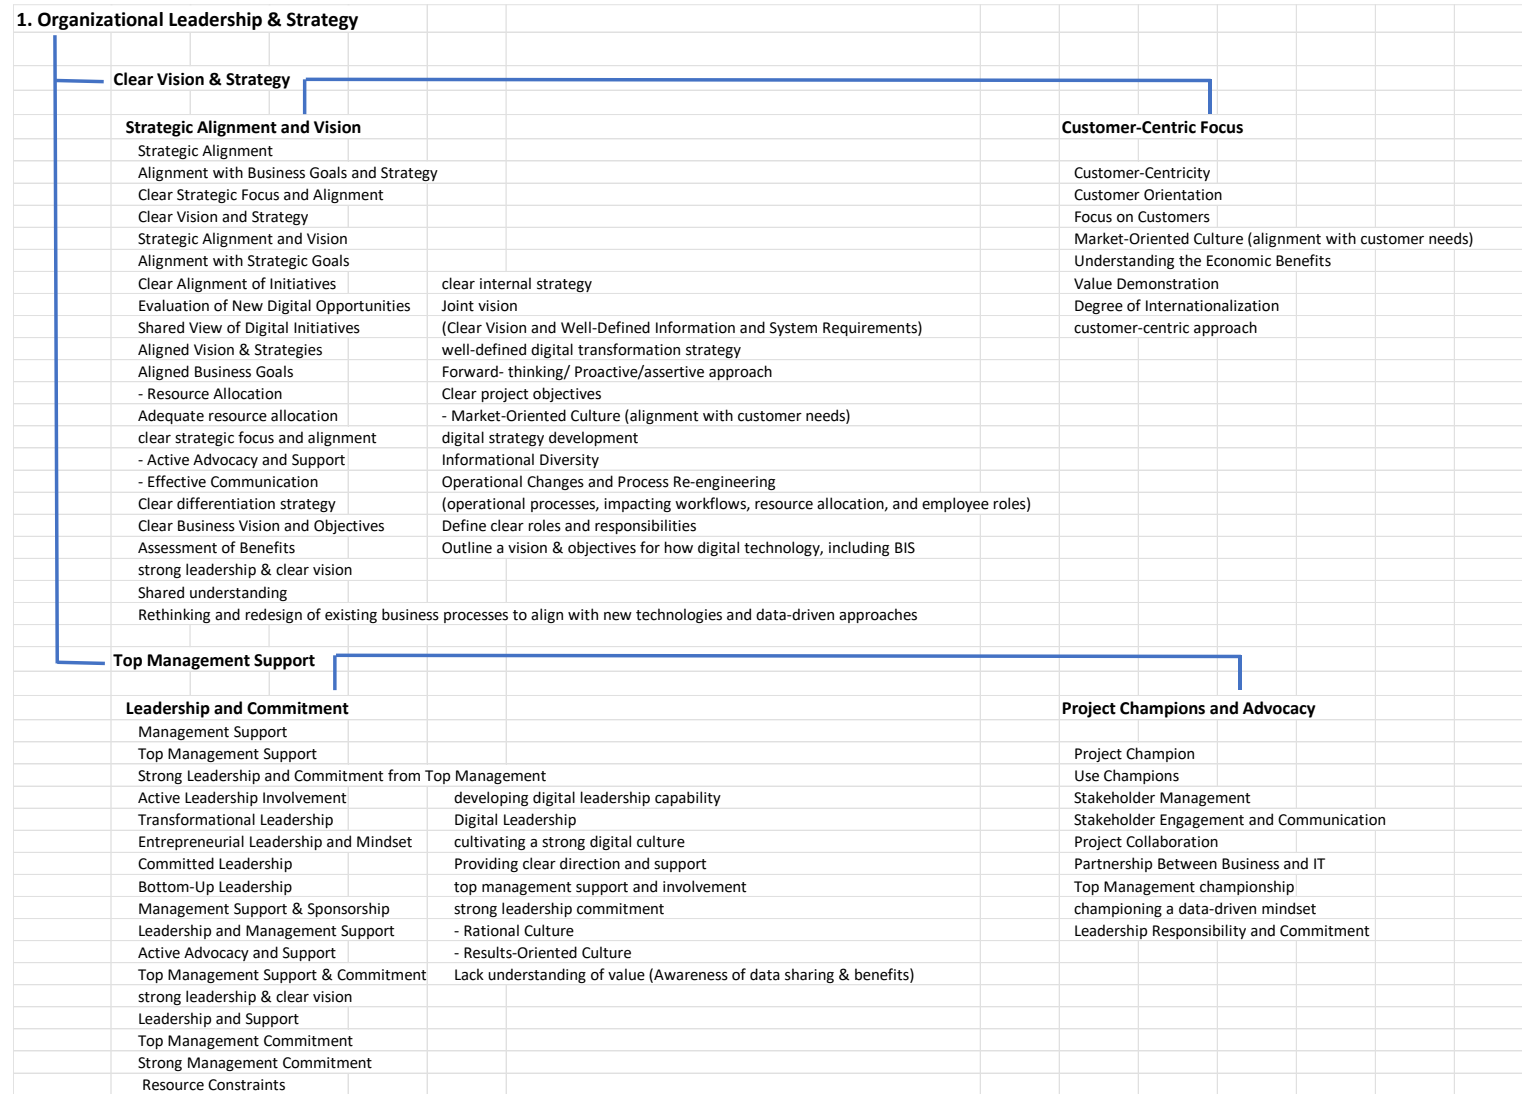 1. Organizational Leadership & Strategy
Clear Vision & Strategy
Strategic Alignment and Vision
Strategic Alignment
Alignment with Business Goals and Strategy
Clear Strategic Focus and Alignment
Clear Vision and Strategy
Strategic Alignment and Vision
Alignment with Strategic Goals
Clear Alignment of Initiatives
Evaluation of New Digital Opportunities
Shared View of Digital Initiatives
Aligned Vision & Strategies
Aligned Business Goals
- Resource Allocation
Adequate resource allocation
clear strategic focus and alignment
- Active Advocacy and Support
- Effective Communication
Clear differentiation strategy
Clear Business Vision and Objectives
Assessment of Benefits
strong leadership & clear vision
Shared understanding
Rethinking and redesign of existing business processes to align with new technologies and data-driven approaches
clear internal strategy
Joint vision
(Clear Vision and Well-Defined Information and System Requirements)
well-defined digital transformation strategy
Forward- thinking/ Proactive/assertive approach
Clear project objectives
- Market-Oriented Culture (alignment with customer needs)
digital strategy development
Informational Diversity
Operational Changes and Process Re-engineering
(operational processes, impacting workflows, resource allocation, and employee roles)
Define clear roles and responsibilities
Outline a vision & objectives for how digital technology, including BIS
Customer-Centric Focus
Customer-Centricity
Customer Orientation
Focus on Customers
Market-Oriented Culture (alignment with customer needs)
Understanding the Economic Benefits
Value Demonstration
Degree of Internationalization
customer-centric approach
Top Management Support
Leadership and Commitment
Management Support
Top Management Support
Strong Leadership and Commitment from Top Management
Active Leadership Involvement
Transformational Leadership
Entrepreneurial Leadership and Mindset
Committed Leadership
Bottom-Up Leadership
Management Support & Sponsorship
Leadership and Management Support
Active Advocacy and Support
Top Management Support & Commitment
strong leadership & clear vision
Leadership and Support
Top Management Commitment
Strong Management Commitment
Resource Constraints
developing digital leadership capability
Digital Leadership
cultivating a strong digital culture
Providing clear direction and support
top management support and involvement
strong leadership commitment
- Rational Culture
- Results-Oriented Culture
Lack understanding of value (Awareness of data sharing & benefits)
Project Champions and Advocacy
Project Champion
Use Champions
Stakeholder Management
Stakeholder Engagement and Communication
Project Collaboration
Partnership Between Business and IT
Top Management championship
championing a data-driven mindset
Leadership Responsibility and Commitment